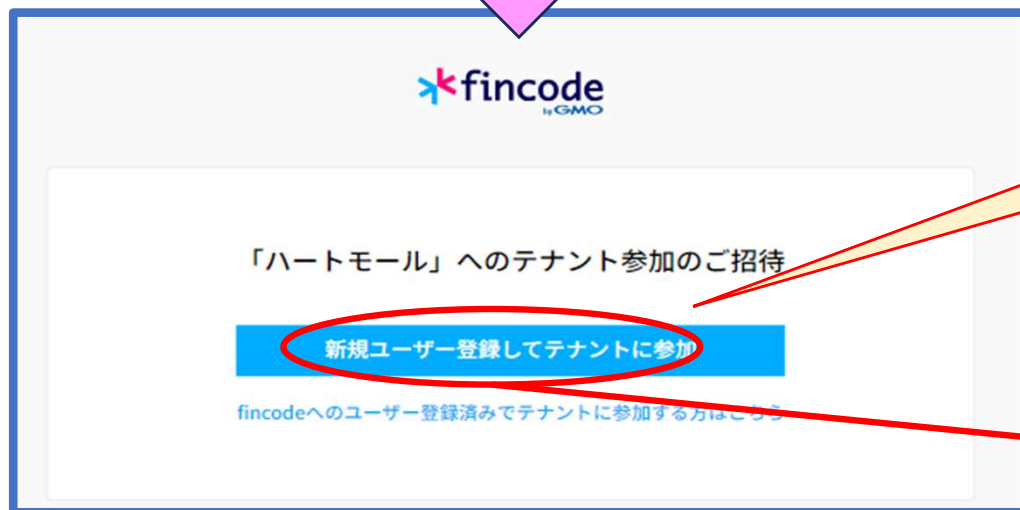 fincode
by GMO
「ハートモール」へのテナント参加のご招待
新規ユーザー登録してテナントに参加
fincodeへのユーザー登録済みでテナントに参加する方はこちら